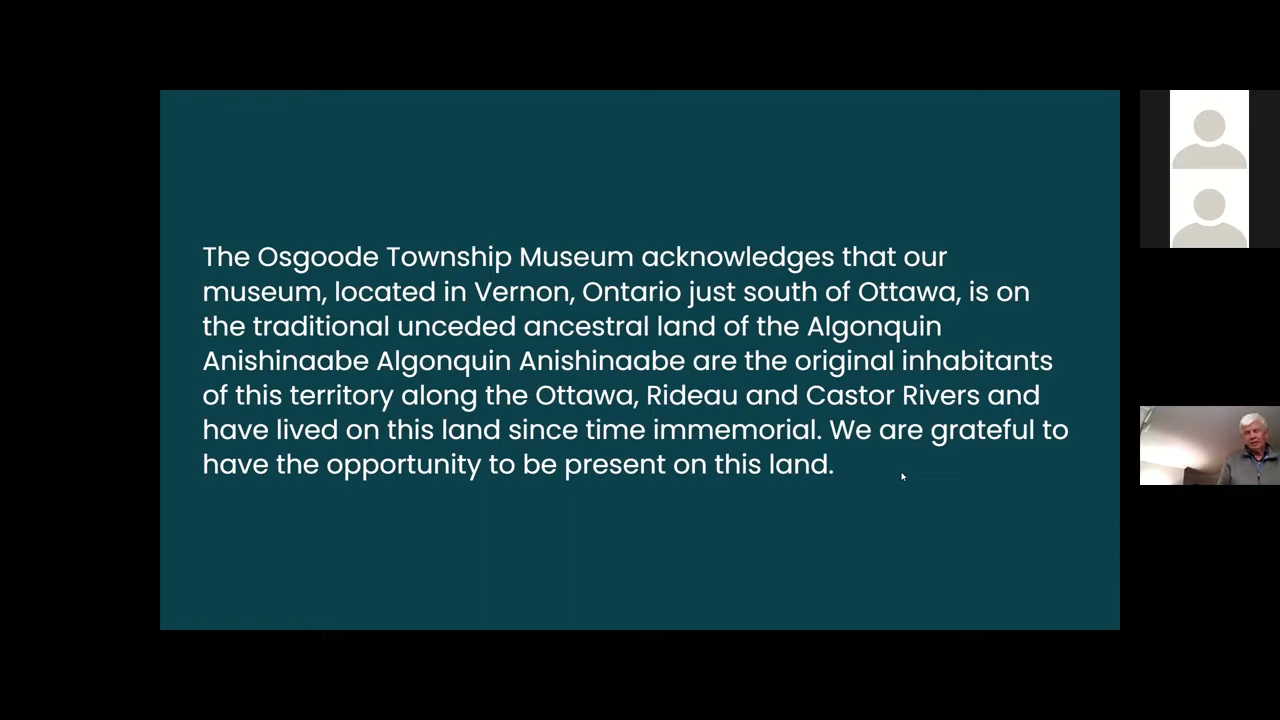 The Osgoode Township Museum acknowledges that our
museum, located in Vernon, Ontario just south of Ottawa, is on
the traditional unceded ancestral land of the Algonquin
Anishinaabe Algonquin Anishinaabe are the original inhabitants
of this territory along the Ottawa, Rideau and Castor Rivers and
have lived on this land since time immemorial. We are grateful to
have the opportunity to be present on this land.